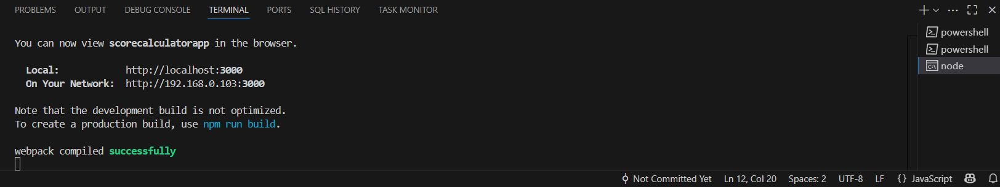 PROBLEMS OUTPUT DEBUG CONSOLE TERMINAL PORTS SQL HISTORY TASK MONITOR
You can now view scorecalculatorapp in the browser.
Local: http://localhost:3000
On Your Network: http://192.168.0.103:3000
Note that the development build is not optimized.
To create a production build, use npm run build.
webpack compiled successfully
powershell
powershell
node
Not Committed Yet Ln 12, Col 20 Spaces: 2 UTF-8 LF {} JavaScript